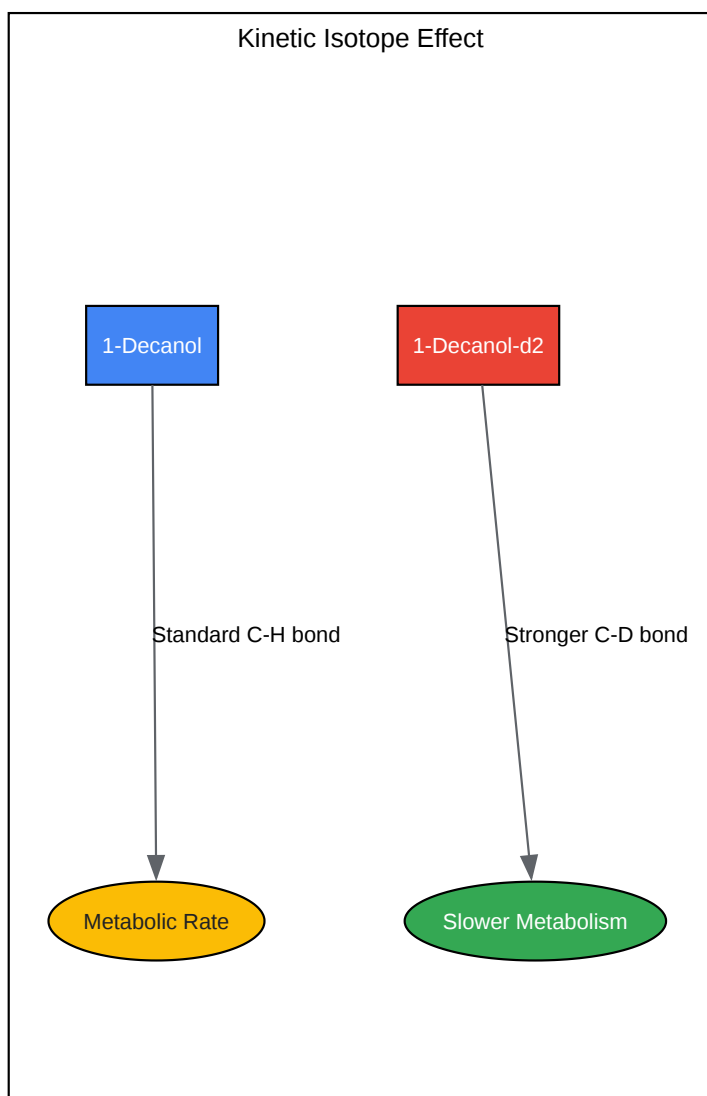 Kinetic Isotope Effect
1-Decanol
1-Decanol-d2
Standard C-H bond
Stronger C-D bond
Metabolic Rate
Slower Metabolism